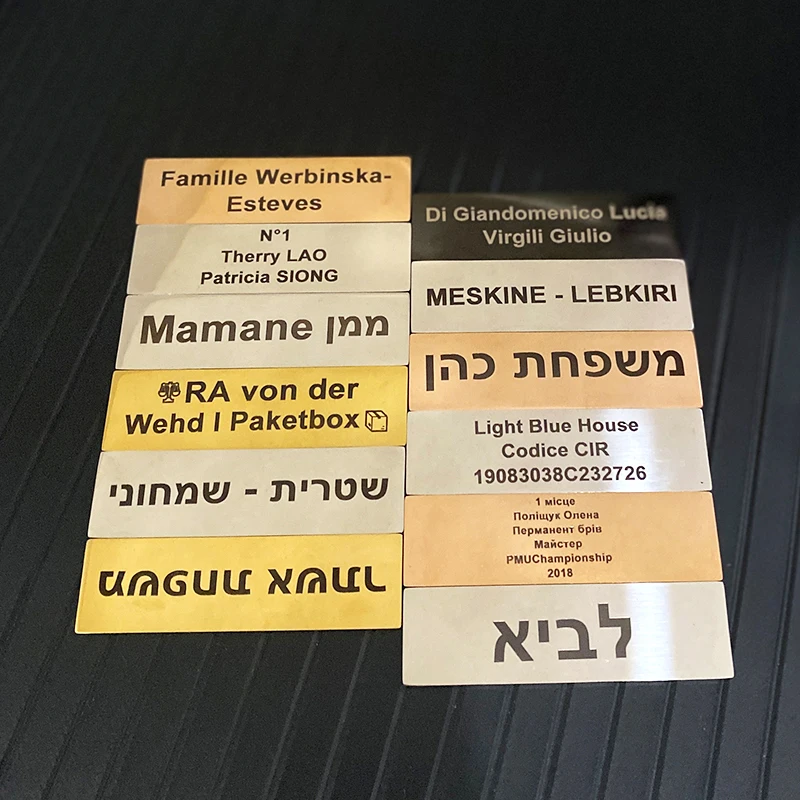 Famille Werbinska-
Esteves
N°1
Therry LAO
Patricia SIONG
Mamane ממן
RA von der
Wehd I Paketbox
שטרית - שמחוני
משפחת
Di Giandomenico Lucia
Virgili Giulio
MESKINE - LEBKIRI
משפחת כהן
Light Blue House
Codice CIR
19083038C232726
1 місце
Поліщук Олена
Перманент брів
Майстер
PMUChampionship
2018
לביא